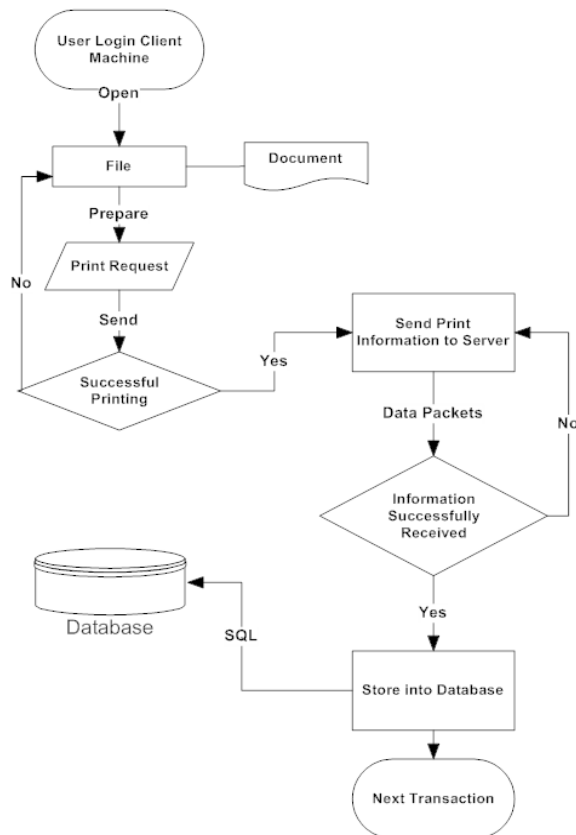 User Login Client
Machine
Open
File
Document
Prepare
Print Request
No
Send
Successful
Printing
Yes
Send Print
Information to Server
Data Packets
No
Information
Successfully
Received
Yes
Database
SQL
Store into Database
Next Transaction